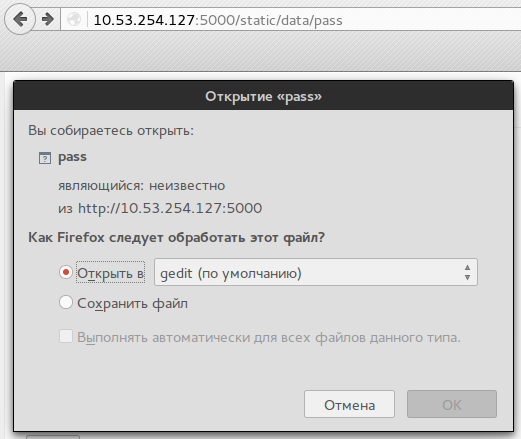 10.53.254.127:5000/static/data/pass
Открытие «pass»
Вы собираетесь открыть:
pass
являющийся: неизвестно
из http://10.53.254.127:5000
Как Firefox следует обработать этот файл?
Открыть в gedit (по умолчанию)
Сохранить файл
Выполнять автоматически для всех файлов данного типа.
Отмена OK